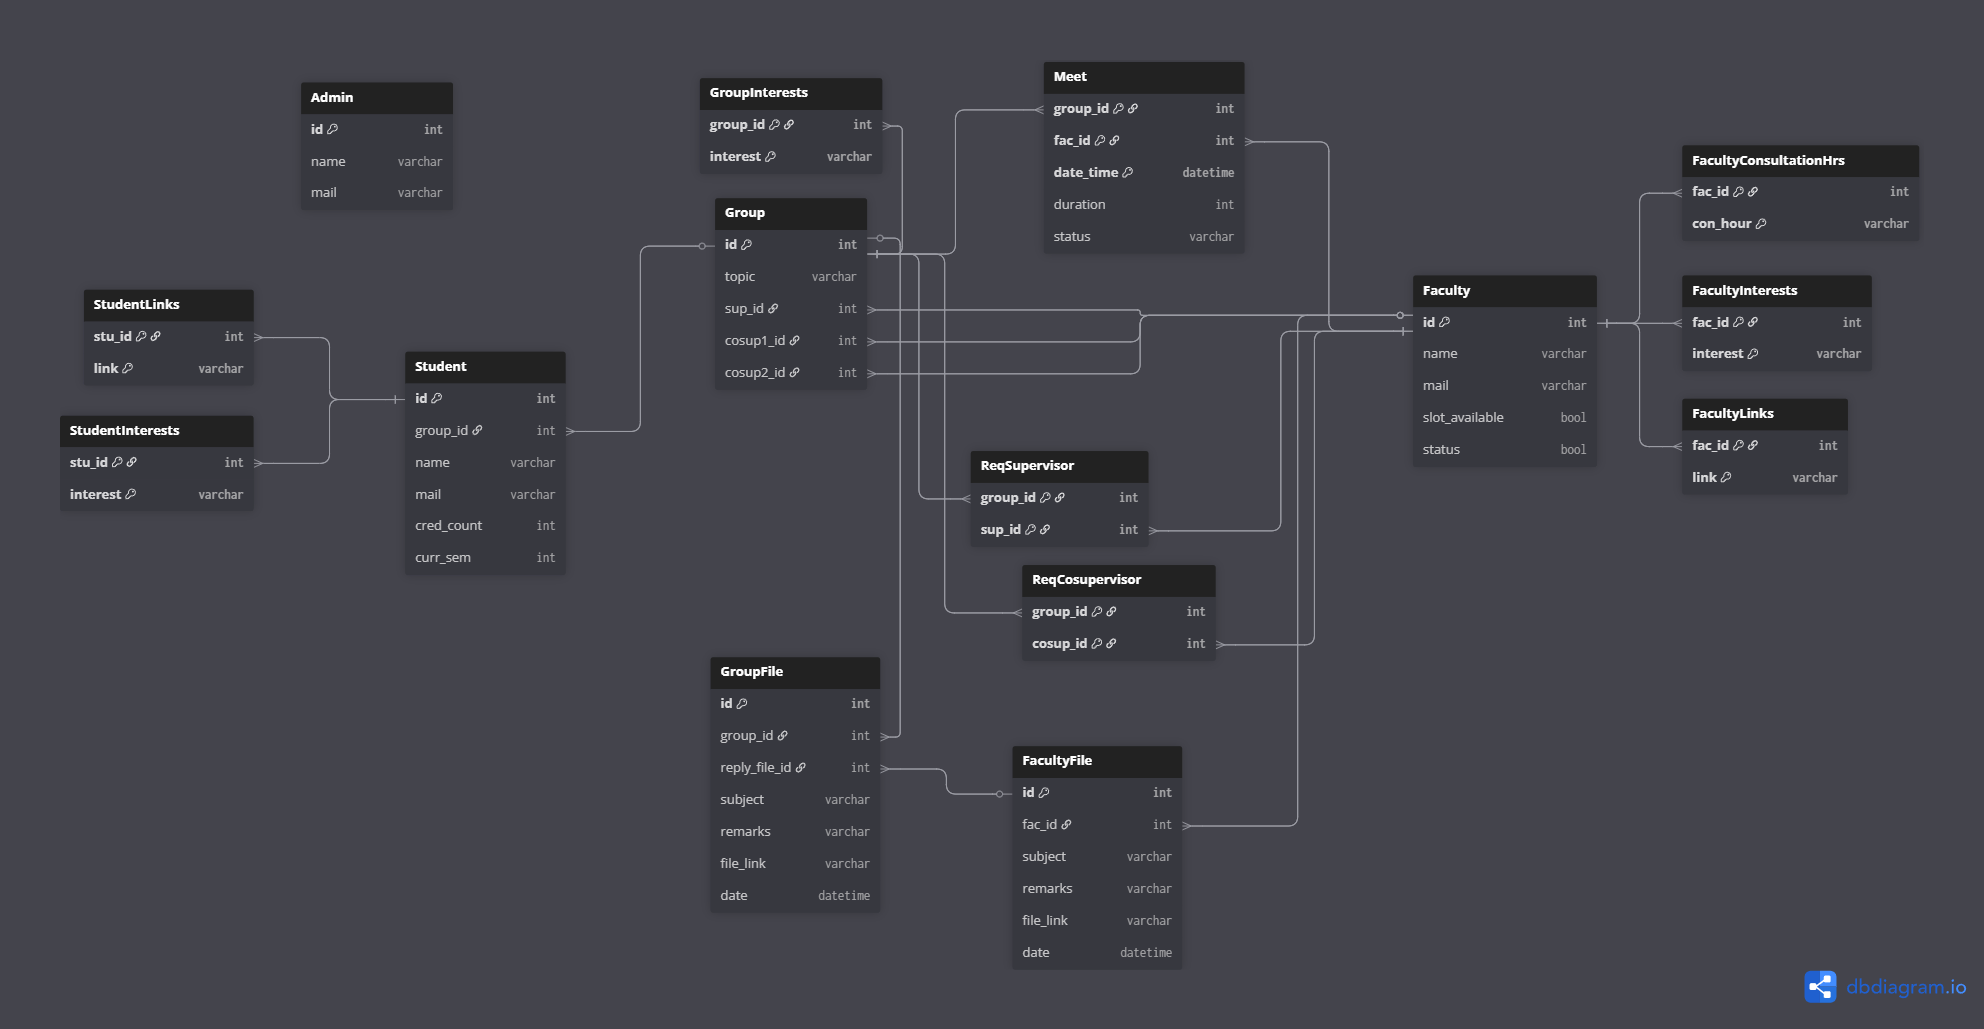 Admin
id int
name varchar
mail varchar
GroupInterests
group_id int
interest varchar
Meet
group_id int
fac_id int
date_time datetime
duration int
status varchar
FacultyConsultationHrs
fac_id int
con_hour varchar
Group
id int
topic varchar
sup_id int
cosup1_id int
cosup2_id int
StudentLinks
stu_id int
link varchar
Faculty
id int
name varchar
mail varchar
slot_available bool
status bool
FacultyInterests
fac_id int
interest varchar
Student
id int
group_id int
name varchar
mail varchar
cred_count int
curr_sem int
StudentInterests
stu_id int
interest varchar
FacultyLinks
fac_id int
link varchar
ReqSupervisor
group_id int
sup_id int
ReqCosupervisor
group_id int
cosup_id int
GroupFile
id int
group_id int
reply_file_id int
subject varchar
remarks varchar
file_link varchar
date datetime
FacultyFile
id int
fac_id int
subject varchar
remarks varchar
file_link varchar
date datetime
dbdiagram.io